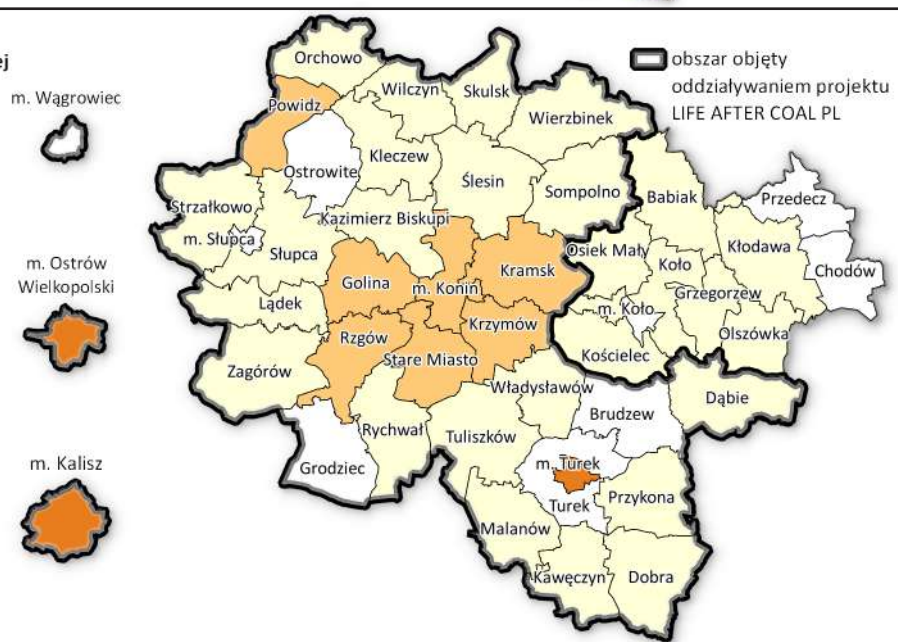 ej
m. Wągrowiec
m. Ostrów
Wielkopolski
m. Kalisz
obszar objęty
oddziaływaniem projektu
LIFE AFTER COAL PL
Orchowo
Powidz
Wilczyn
Skulsk
Wierzbinek
Ostrowite
Kleczew
Ślesin
Sompolno
Strzałkowo
m. Słupca
Słupca
Kazimierz Biskupi
Babiak
Przedecz
Osiek Mały
Koło
Kłodawa
Chodów
Golina
m. Konin
Kramsk
Lądek
Grzegorzew
m. Koło
Olszówka
Rzgów
Krzymów
Stare Miasto
Kościelec
Zagórów
Władysławów
Dąbie
Rychwał
Tuliszków
Brudzew
Grodziec
m. Turek
Turek
Przykona
Malanów
Kawęczyn
Dobra